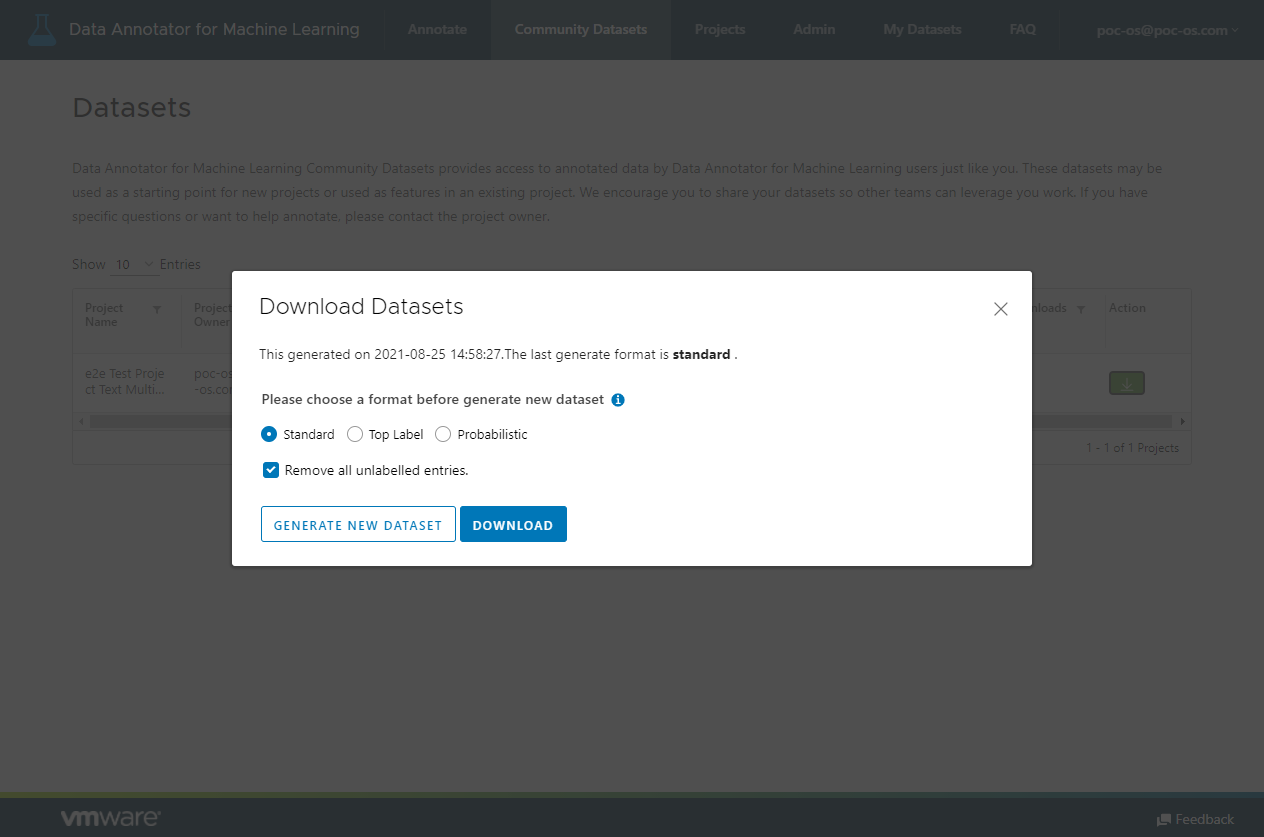 Data Annotator for Machine Learning
Annotate
Community Datasets
Projects
Admin
My Datasets
FAQ
poc-os@poc-os.com
Datasets
Data Annotator for Machine Learning Community Datasets provides access to annotated data by Data Annotator for Machine Learning users just like you. These datasets may be
used as a starting point for new projects or used as features in an existing project. We encourage you to share your datasets so other teams can leverage you work. If you have
specific questions or want to help annotate, please contact the project owner.
Show 10 Entries
Project
Name
Project
Owner
nloads
Action
e2e Test Proje
ct Text Multi...
poc-os
-os.co
Download Datasets
This generated on 2021-08-25 14:58:27.The last generate format is standard .
Please choose a format before generate new dataset
Standard
Top Label
Probabilistic
Remove all unlabelled entries.
GENERATE NEW DATASET
DOWNLOAD
1 - 1 of 1 Projects
vmware
Feedback